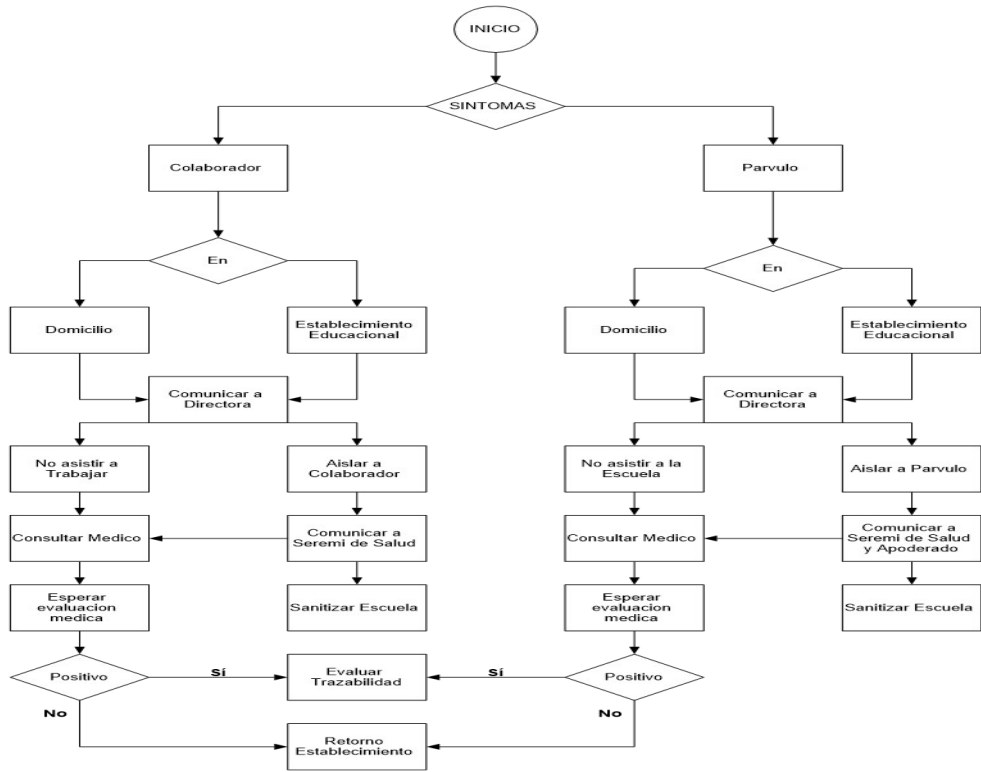 INICIO
SINTOMAS
Colaborador
Parvulo
En
En
Domicilio
Establecimiento
Educacional
Domicilio
Establecimiento
Educacional
Comunicar a
Directora
Comunicar a
Directora
No asistir a
Trabajar
Aislar a
Colaborador
No asistir a la
Escuela
Aislar a Parvulo
Consultar Medico
Comunicar a
Seremi de Salud
Consultar Medico
Comunicar a
Seremi de Salud
y Apoderado
Esperar
evaluacion
medica
Sanitizar Escuela
Esperar
evaluacion
medica
Sanitizar Escuela
Positivo
Sí
Evaluar
Trazabilidad
Sí
Positivo
No
No
Retorno
Establecimiento